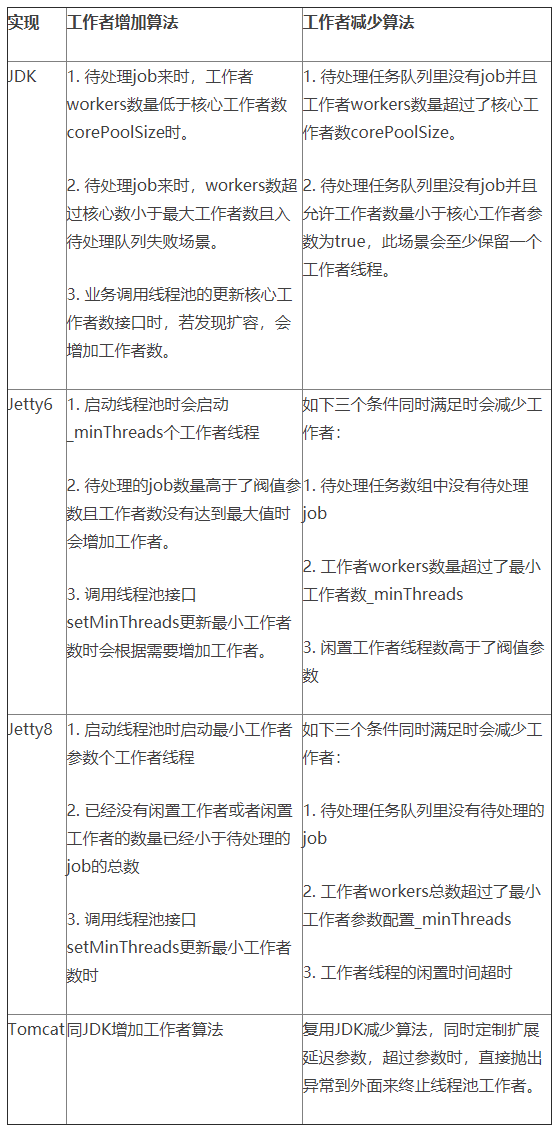 实现 工作者增加算法 工作者减少算法
JDK
1. 待处理job来时，工作者
workers数量低于核心工作者数
corePoolSize时。
2. 待处理job来时，workers数超
过核心数小于最大工作者数且入
待处理队列失败场景。
3. 业务调用线程池的更新核心工
作者数接口时，若发现扩容，会
增加工作者数。
1. 待处理任务队列里没有job并且
工作者workers数量超过了核心工
作者数corePoolSize。
2. 待处理任务队列里没有job并且
允许工作者数量小于核心工作者参
数为true，此场景会至少保留一个
工作者线程。
Jetty6
1. 启动线程池时会启动
_minThreads个工作者线程
2. 待处理的job数量高于了阀值参
数且工作者数没有达到最大值时
会增加工作者。
3. 调用线程池接口
setMinThreads更新最小工作者
数时会根据需要增加工作者。
如下三个条件同时满足时会减少工
作者：
1. 待处理任务数组中没有待处理
job
2. 工作者workers数量超过了最小
工作者数_minThreads
3. 闲置工作者线程数高于了阀值参
数
Jetty8
1. 启动线程池时启动最小工作者
参数个工作者线程
2. 已经没有闲置工作者或者闲置
工作者的数量已经小于待处理的
job的总数
3. 调用线程池接口
setMinThreads更新最小工作者
数时
如下三个条件同时满足时会减少工
作者：
1. 待处理任务队列里没有待处理的
job
2. 工作者workers总数超过了最小
工作者参数配置_minThreads
3. 工作者线程的闲置时间超时
Tomcat
同JDK增加工作者算法
复用JDK减少算法，同时定制扩展
延迟参数，超过参数时，直接抛出
异常到外面来终止线程池工作者。